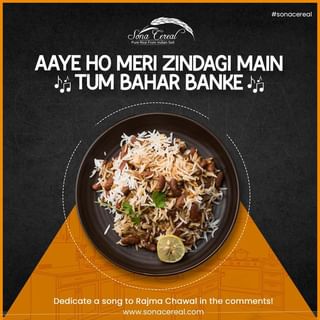 #sonacereal
Sona Cereal
Pure Rice From Indian Soil
AAYE HO MERI ZINDAGI MAIN
TUM BAHAR BANKE
Dedicate a song to Rajma Chawal in the comments!
www.sonacereal.com